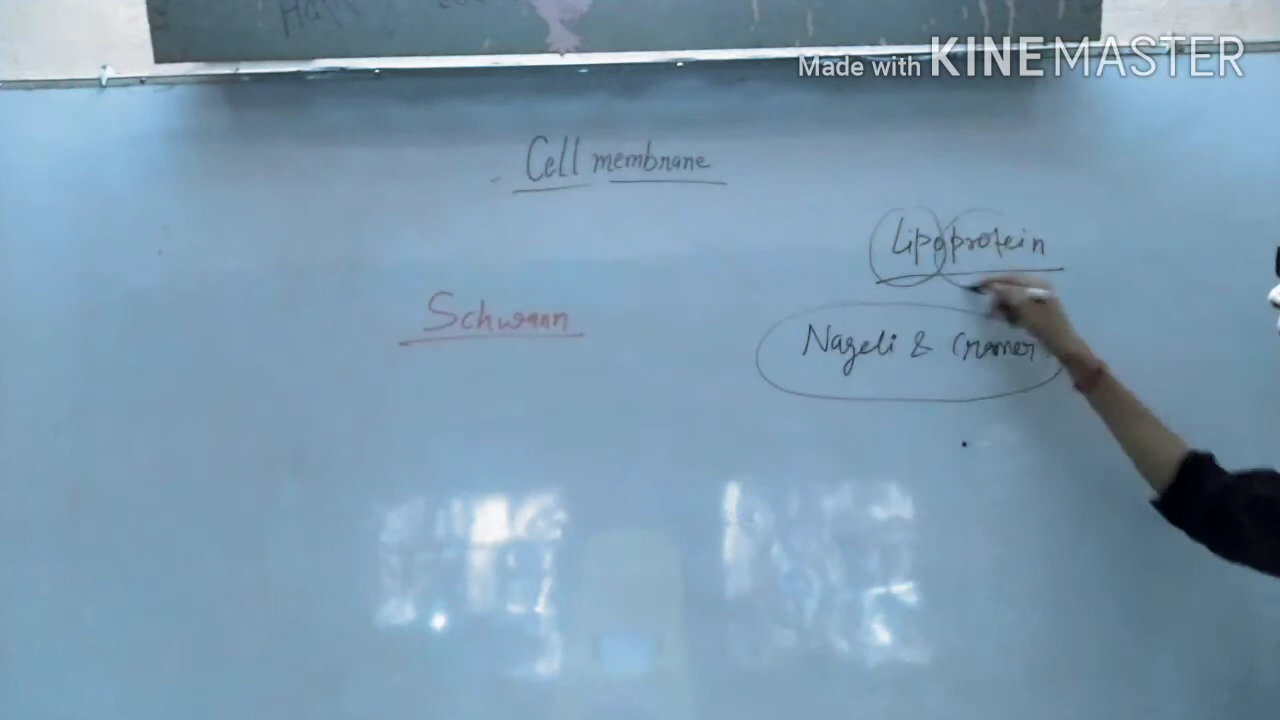 Made with KINEMASTER
Cell membrane
Lipoprotein
Schwann
Nageli & Cramer